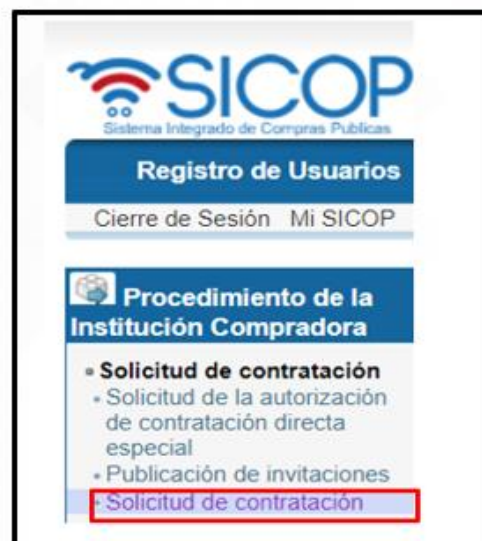 SICOP
Sistema Integrado de Compras Publicas
Registro de Usuarios
Cierre de Sesión Mi SICOP
Procedimiento de la
Institución Compradora
Solicitud de contratación
Solicitud de la autorización
de contratación directa
especial
Publicación de invitaciones
Solicitud de contratación